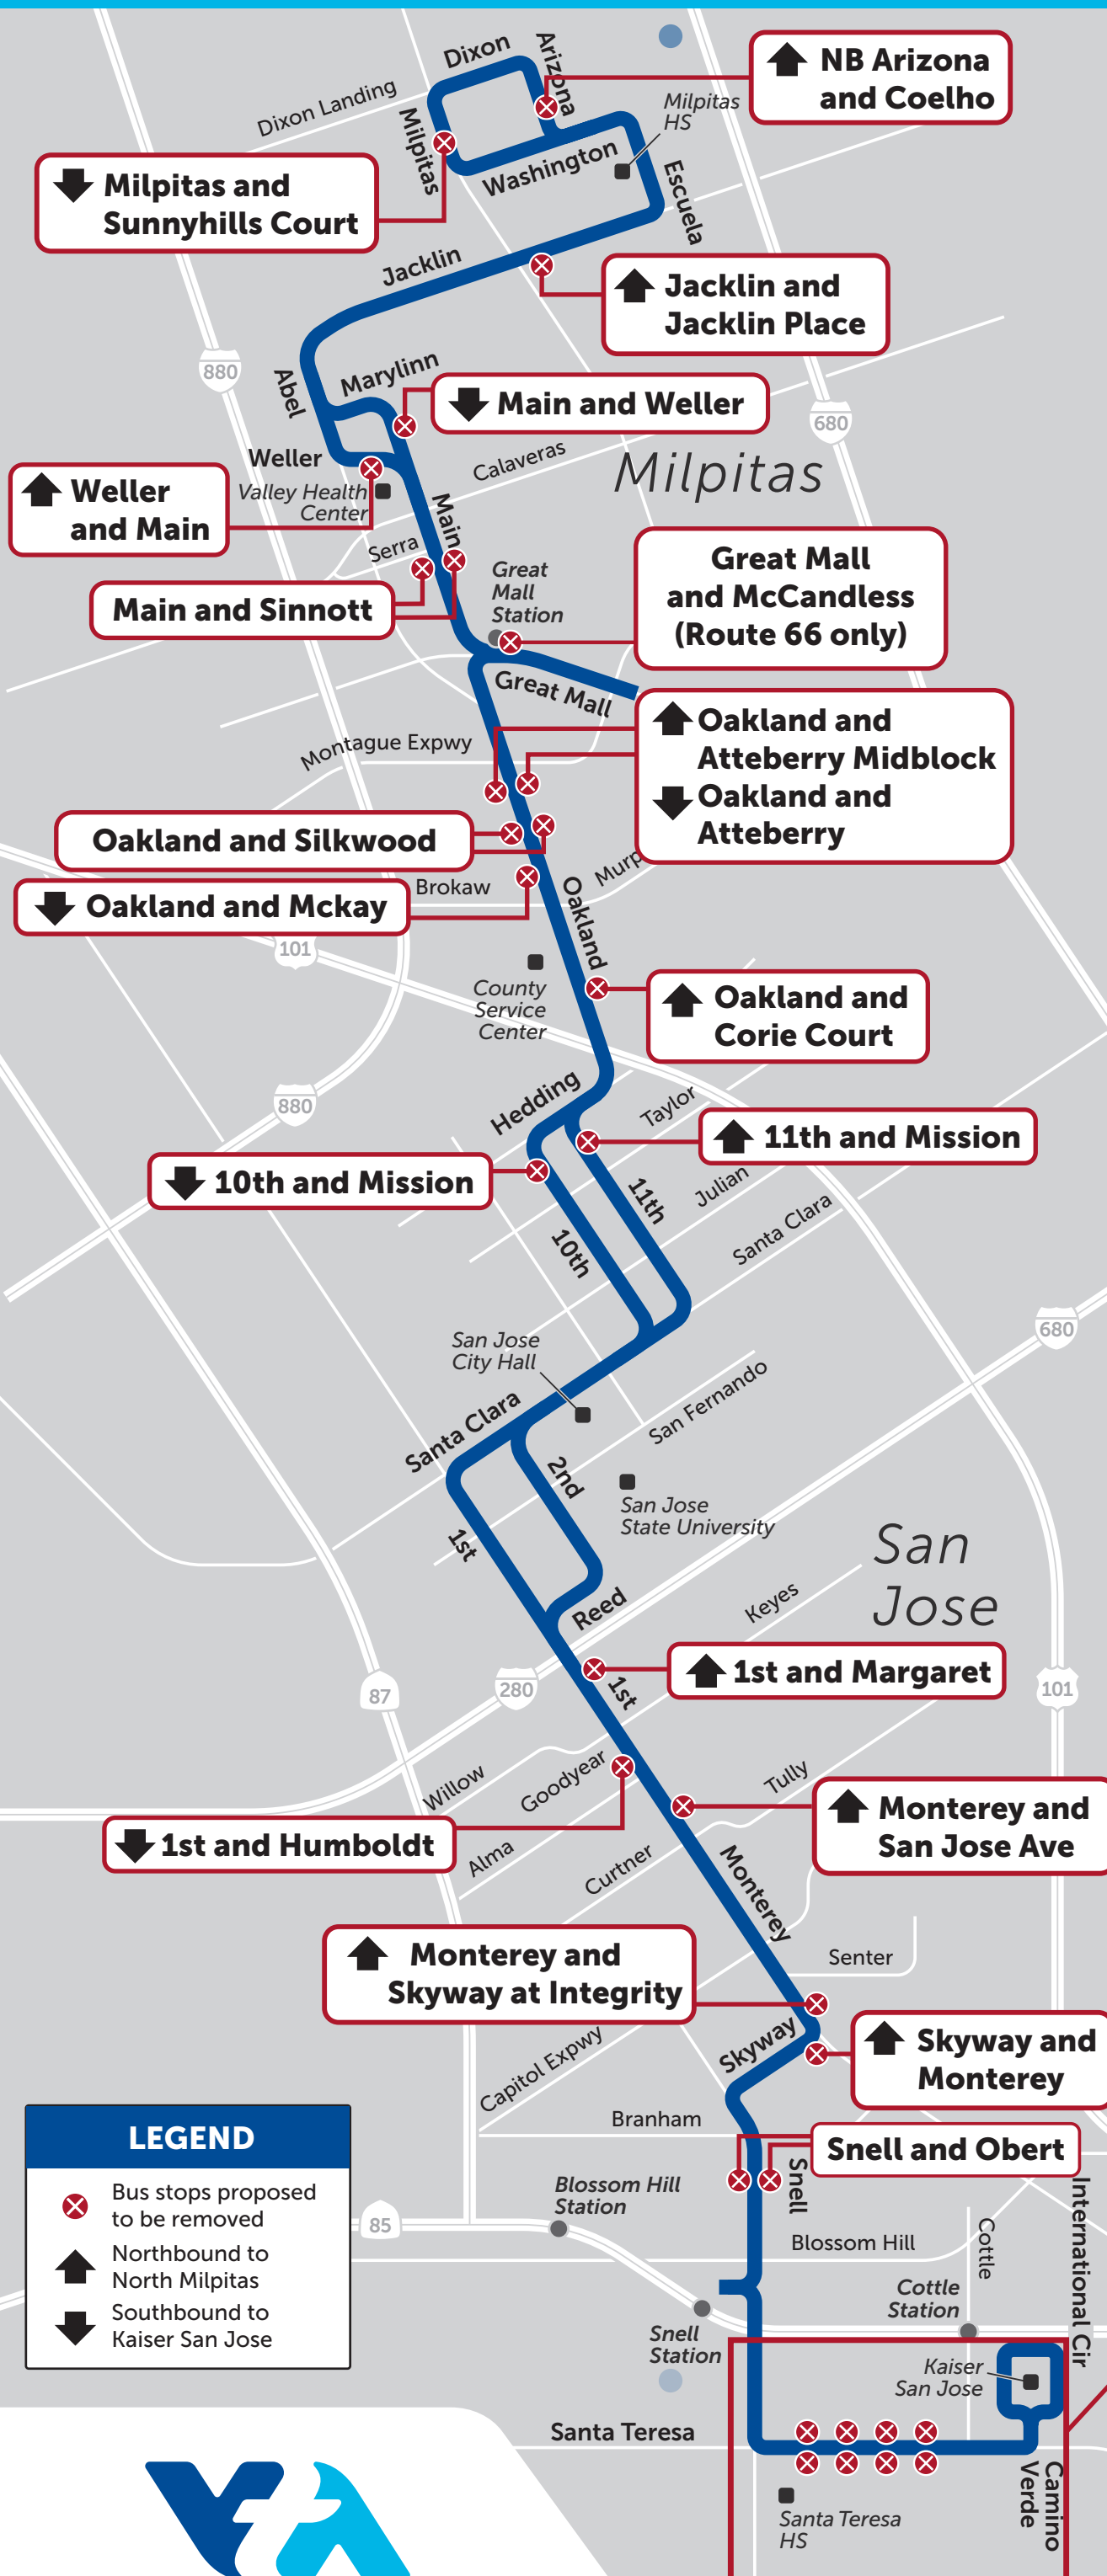 Dixon
Arizona
NB Arizona
and Coelho
Dixon Landing
Milpitas
HS
Milpitas
Washington
Escuela
Milpitas and
Sunnyhills Court
Jacklin
Jacklin and
Jacklin Place
880
Abel
Marylinn
Main and Weller
680
Weller
Calaveras
Milpitas
Weller
and Main
Valley Health
Center
Main
Serra
Great
Mall
Station
Great Mall
and McCandless
(Route 66 only)
Main and Sinnott
Great Mall
Montague Expwy
Oakland and
Atteberry Midblock
Oakland and
Atteberry
Oakland and Silkwood
Brokaw
Oakland and Mckay
Oakland
101
County
Service
Center
Oakland and
Corie Court
Hedding
880
Taylor
11th and Mission
10th and Mission
11th
Julian
10th
Santa Clara
680
San Jose
City Hall
San Fernando
Santa Clara
2nd
San Jose
State University
1st
San
Jose
Reed
Keyes
1st and Margaret
87
280
1st
101
Willow
Goodyear
Tully
Monterey and
San Jose Ave
1st and Humboldt
Alma
Curtner
Monterey
Monterey and
Skyway at Integrity
Senter
Skyway
Skyway and
Monterey
Capitol Expwy
Branham
Snell and Obert
Snell
LEGEND
Bus stops proposed
to be removed
Northbound to
North Milpitas
Southbound to
Kaiser San Jose
Blossom Hill
Station
85
Blossom Hill
Cottle
International Cir
Cottle
Station
Snell
Station
Kaiser
San Jose
Santa Teresa
Camino
Verde
Santa Teresa
HS